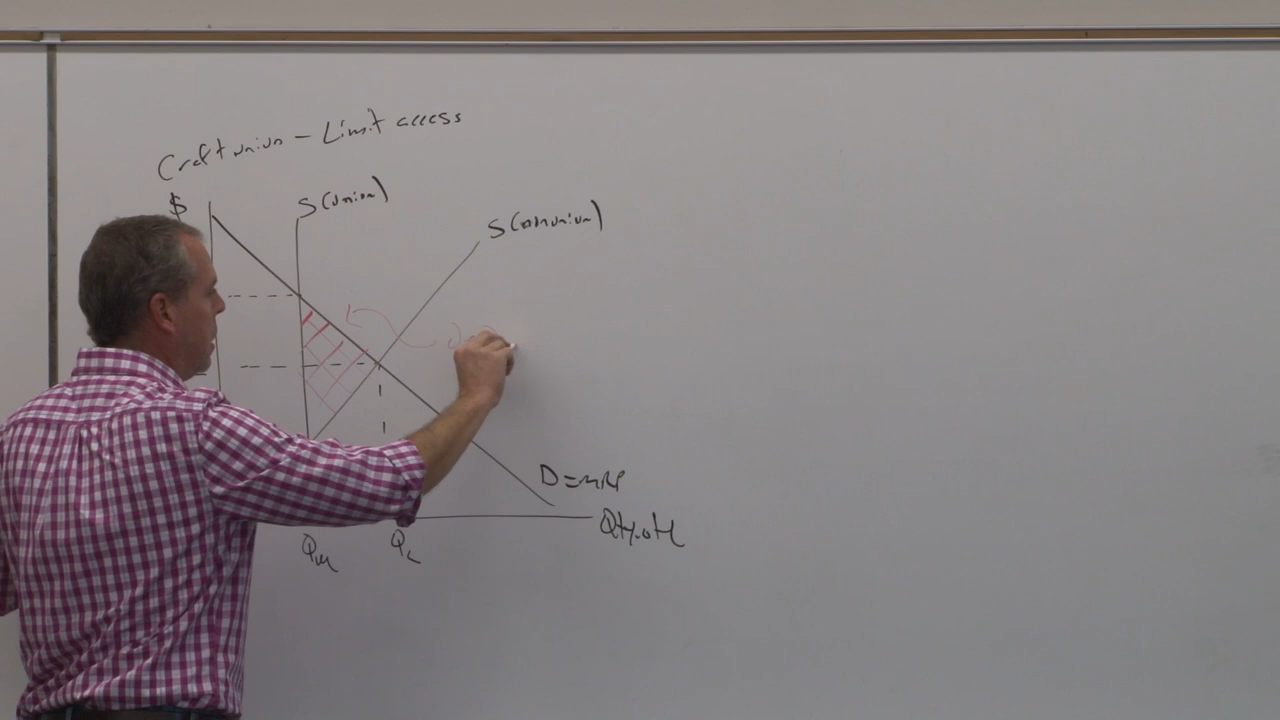 Craft union - Limit access
$
S(union)
S(nonunion)
D=MRP
Qty. of L
Qu
Qc